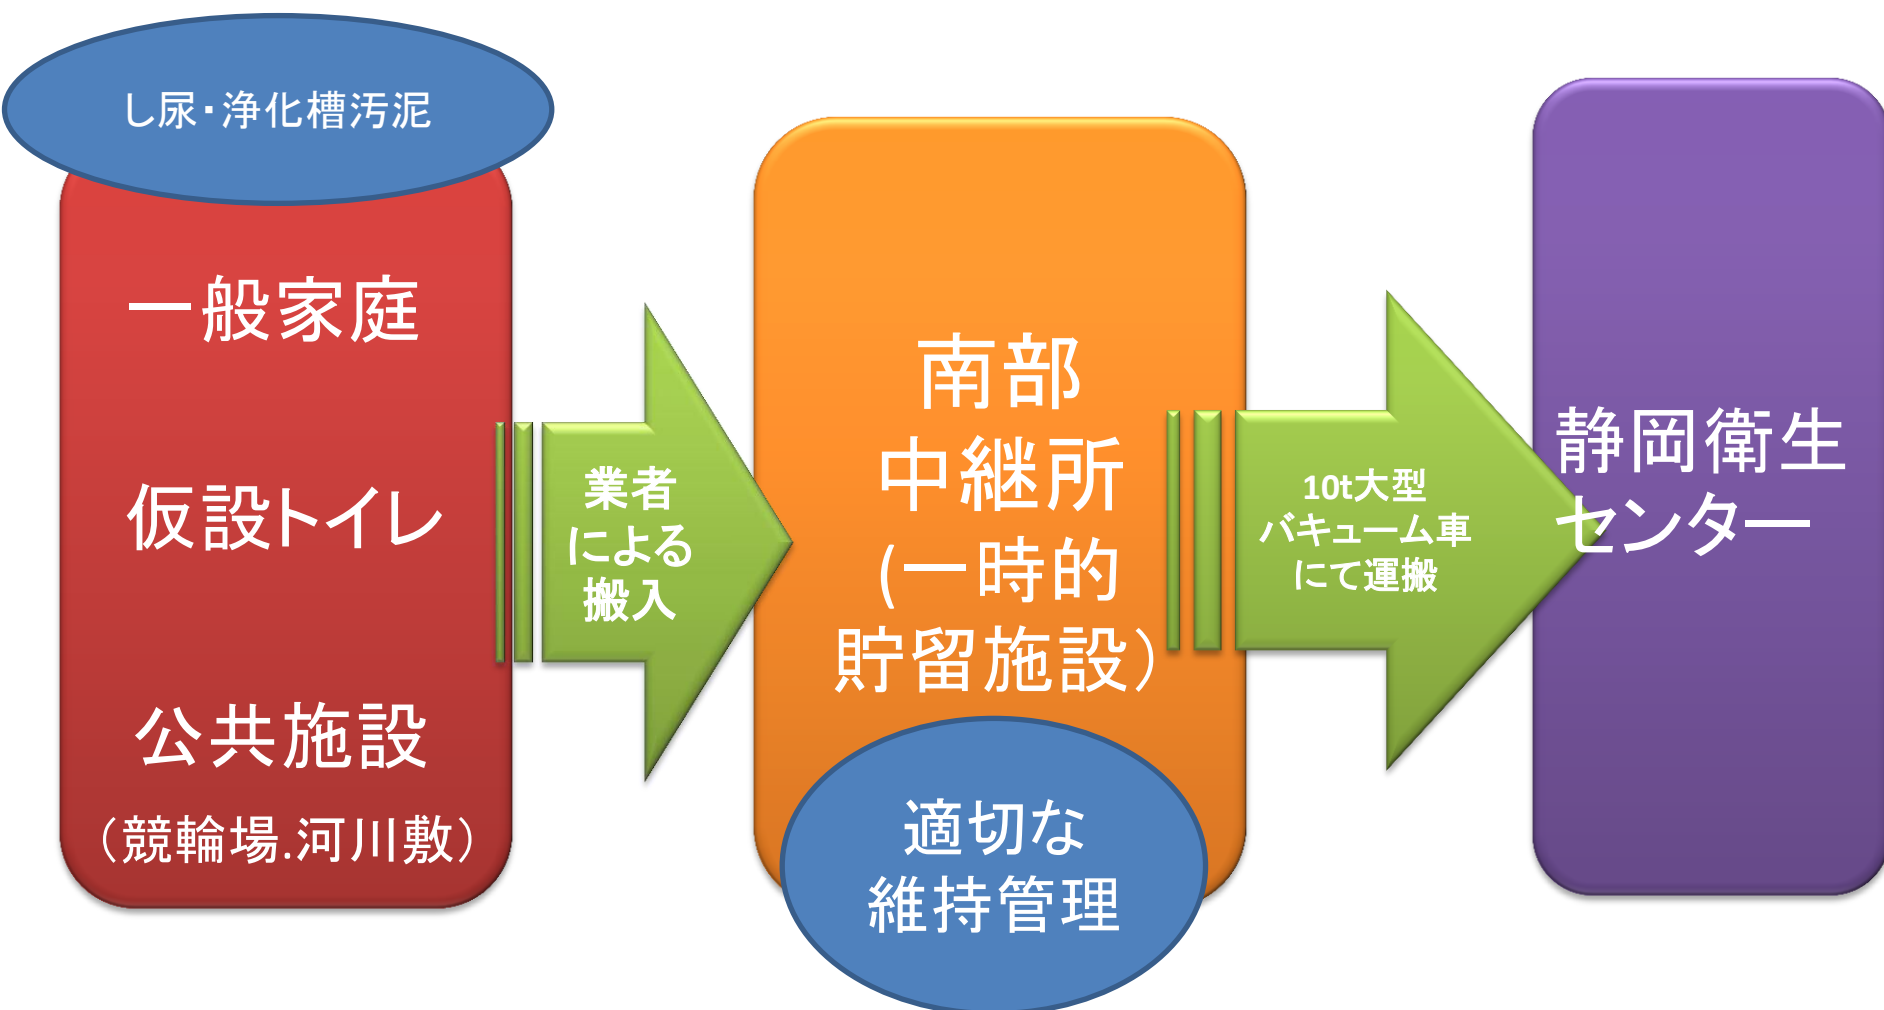 し尿・浄化槽汚泥
一般家庭
仮設トイレ
公共施設
（競輪場.河川敷）
業者
による
搬入
南部
中継所
(一時的
貯留施設）
適切な
維持管理
10t大型
バキューム車
にて運搬
静岡衛生
センター